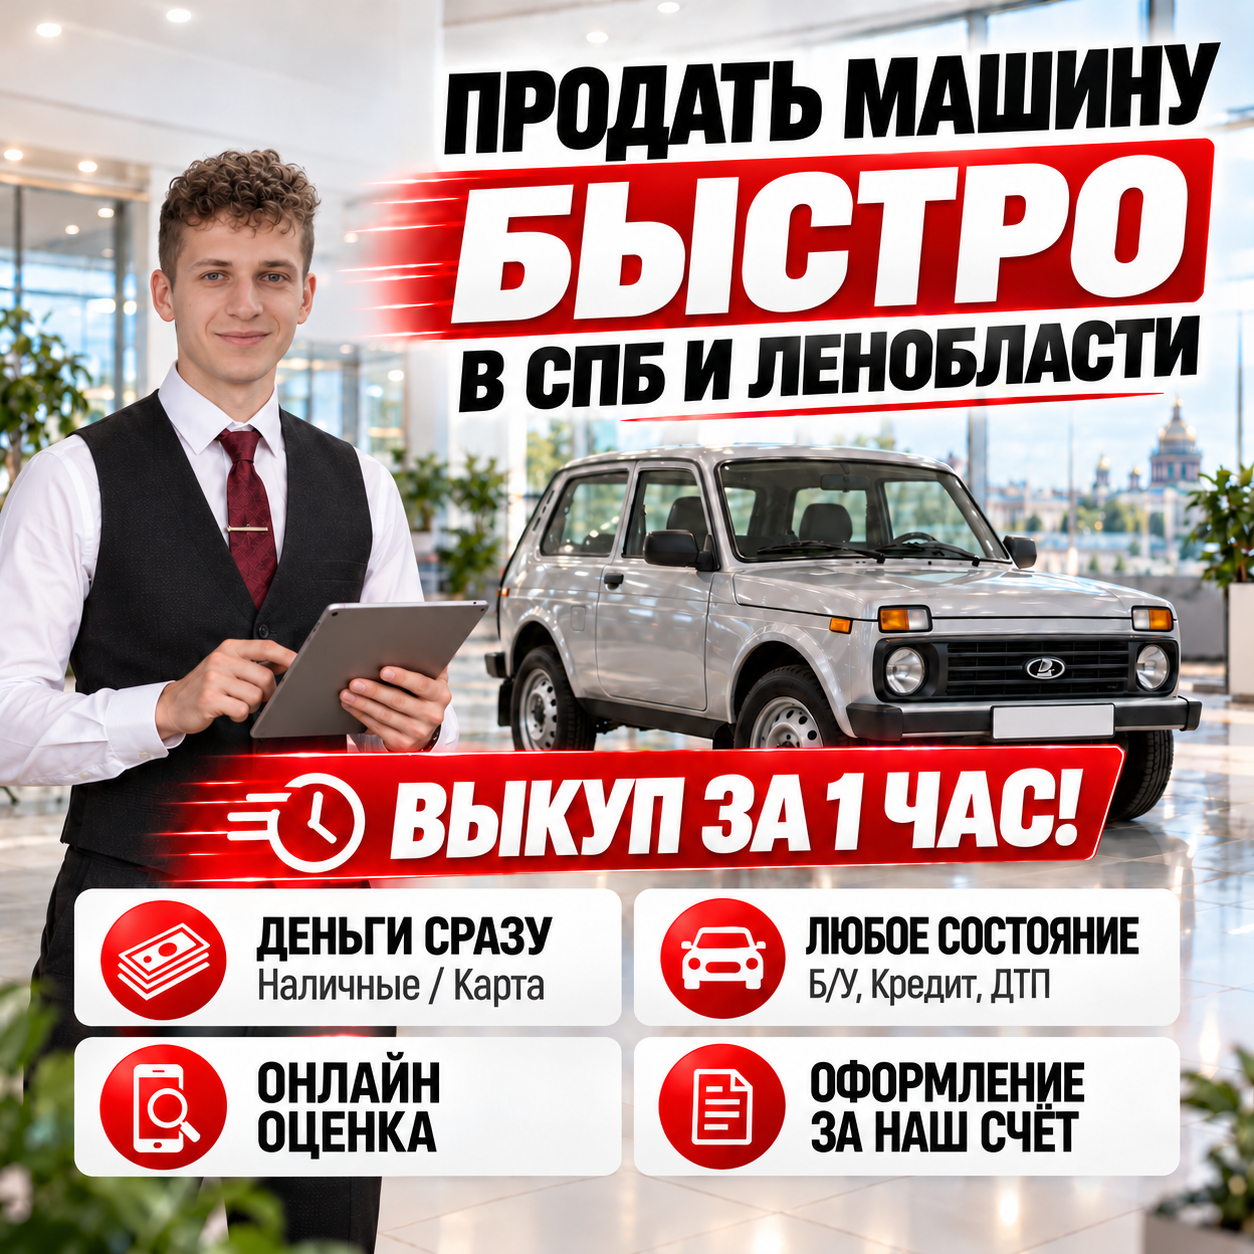 ПРОДАТЬ МАШИНУ
БЫСТРО
В СПБ И ЛЕНОБЛАСТИ
ВЫКУП ЗА 1 ЧАС!
ДЕНЬГИ СРАЗУ
Наличные / Карта
ЛЮБОЕ СОСТОЯНИЕ
Б/У, Кредит, ДТП
ОНЛАЙН
ОЦЕНКА
ОФОРМЛЕНИЕ
ЗА НАШ СЧЁТ